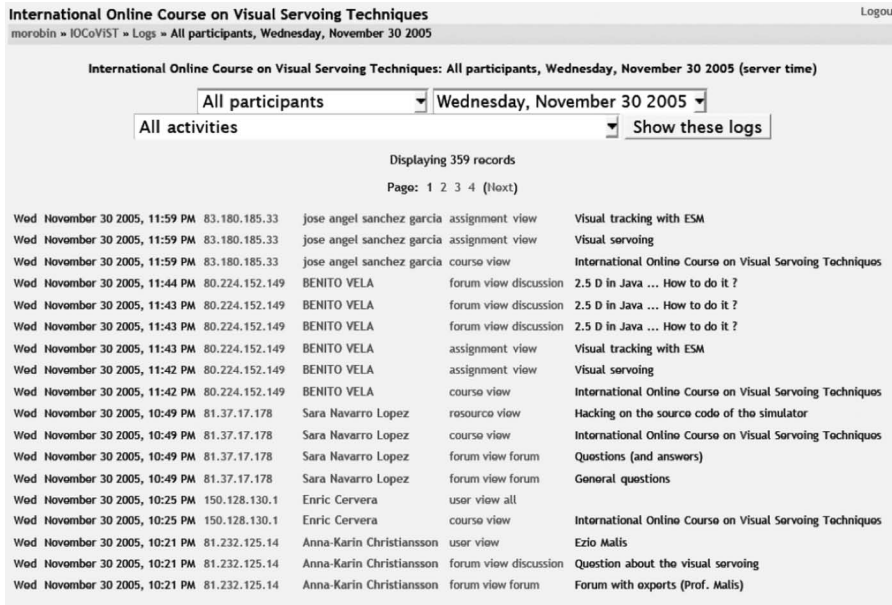 International Online Course on Visual Servoing Techniques
Logou
morobin » IOCoViST » Logs » All participants, Wednesday, November 30 2005
International Online Course on Visual Servoing Techniques: All participants, Wednesday, November 30 2005 (server time)
All participants Wednesday, November 30 2005
All activities Show these logs
Displaying 359 records
Page: 1 2 3 4 (Next)
Wed November 30 2005, 11:59 PM 83.180.185.33 jose angel sanchez garcia assignment view Visual tracking with ESM
Wed November 30 2005, 11:59 PM 83.180.185.33 jose angel sanchez garcia assignment view Visual servoing
Wed November 30 2005, 11:59 PM 83.180.185.33 jose angel sanchez garcia course view International Online Course on Visual Servoing Techniques
Wed November 30 2005, 11:44 PM 80.224.152.149 BENITO VELA forum view discussion 2.5 D in Java ... How to do it ?
Wed November 30 2005, 11:43 PM 80.224.152.149 BENITO VELA forum view discussion 2.5 D in Java ... How to do it ?
Wed November 30 2005, 11:43 PM 80.224.152.149 BENITO VELA forum view discussion 2.5 D in Java ... How to do it ?
Wed November 30 2005, 11:43 PM 80.224.152.149 BENITO VELA assignment view Visual tracking with ESM
Wed November 30 2005, 11:42 PM 80.224.152.149 BENITO VELA assignment view Visual servoing
Wed November 30 2005, 11:42 PM 80.224.152.149 BENITO VELA course view International Online Course on Visual Servoing Techniques
Wed November 30 2005, 10:49 PM 81.37.17.178 Sara Navarro Lopez resource view Hacking on the source code of the simulator
Wed November 30 2005, 10:49 PM 81.37.17.178 Sara Navarro Lopez course view International Online Course on Visual Servoing Techniques
Wed November 30 2005, 10:49 PM 81.37.17.178 Sara Navarro Lopez forum view forum Questions (and answers)
Wed November 30 2005, 10:49 PM 81.37.17.178 Sara Navarro Lopez forum view forum General questions
Wed November 30 2005, 10:25 PM 150.128.130.1 Enric Cervera user view all
Wed November 30 2005, 10:25 PM 150.128.130.1 Enric Cervera course view International Online Course on Visual Servoing Techniques
Wed November 30 2005, 10:21 PM 81.232.125.14 Anna-Karin Christiansson user view Ezio Malis
Wed November 30 2005, 10:21 PM 81.232.125.14 Anna-Karin Christiansson forum view discussion Question about the visual servoing
Wed November 30 2005, 10:21 PM 81.232.125.14 Anna-Karin Christiansson forum view forum Forum with experts (Prof. Malis)